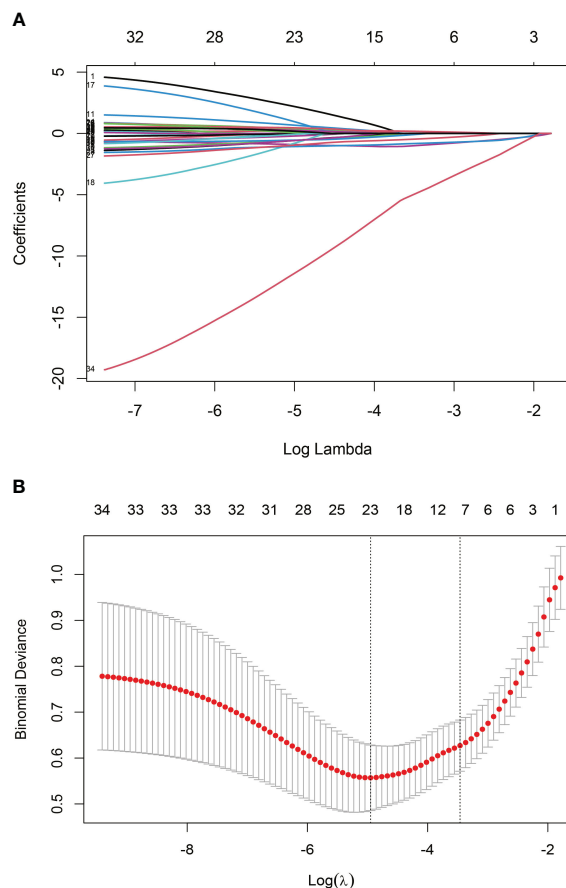 A
32 28 23 15 6 3
5
0
-5
-10
-15
-20
Coefficients
1
17
11
27
18
34
-7 -6 -5 -4 -3 -2
Log Lambda
B
34 33 33 33 32 31 28 25 23 18 12 7 6 6 3 1
1.0
0.9
0.8
0.7
0.6
0.5
Binomial Deviance
-8 -6 -4 -2
Log(λ)